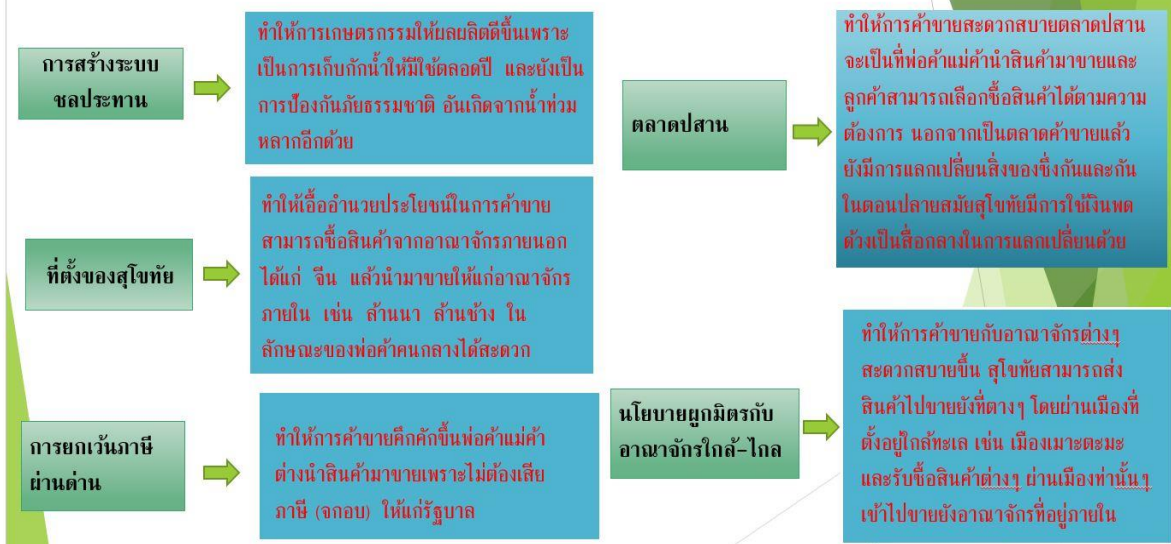 การสร้างระบบ
ชลประทาน
ทำให้การเกษตรกรรมให้ผลผลิตดีขึ้นเพราะ
เป็นการเก็บกักน้ำให้มีใช้ตลอดปี และยังเป็น
การป้องกันภัยธรรมชาติ อันเกิดจากน้ำท่วม
หลากอีกด้วย
ที่ตั้งของสุโขทัย
ทำให้เอื้ออำนวยประโยชน์ในการค้าขาย
สามารถซื้อสินค้าจากอาณาจักรภายนอก
ได้แก่ จีน แล้วนำมาขายให้แก่อาณาจักร
ภายใน เช่น ล้านนา ล้านช้าง ใน
ลักษณะของพ่อค้าคนกลางได้สะดวก
การยกเว้นภาษี
ผ่านด่าน
ทำให้การค้าขายคึกคักขึ้นพ่อค้าแม่ค้า
ต่างนำสินค้ามาขายเพราะไม่ต้องเสีย
ภาษี (จกอบ) ให้แก่รัฐบาล
ตลาดปสาน
ทำให้การค้าขายสะดวกสบายตลาดปสาน
จะเป็นที่พ่อค้าแม่ค้านำสินค้ามาขายและ
ลูกค้าสามารถเลือกซื้อสินค้าได้ตามความ
ต้องการ นอกจากเป็นตลาดค้าขายแล้ว
ยังมีการแลกเปลี่ยนสิ่งของซึ่งกันและกัน
ในตอนปลายสมัยสุโขทัยมีการใช้เงินพด
ด้วงเป็นสื่อกลางในการแลกเปลี่ยนด้วย
นโยบายผูกมิตรกับ
อาณาจักรใกล้-ไกล
ทำให้การค้าขายกับอาณาจักรต่างๆ
สะดวกสบายขึ้น สุโขทัยสามารถส่ง
สินค้าไปขายยังที่ตางๆ โดยผ่านเมืองที่
ตั้งอยู่ใกล้ทะเล เช่น เมืองเมาะตะมะ
และรับซื้อสินค้าต่างๆ ผ่านเมืองท่านั้นๆ
เข้าไปขายยังอาณาจักรที่อยู่ภายใน